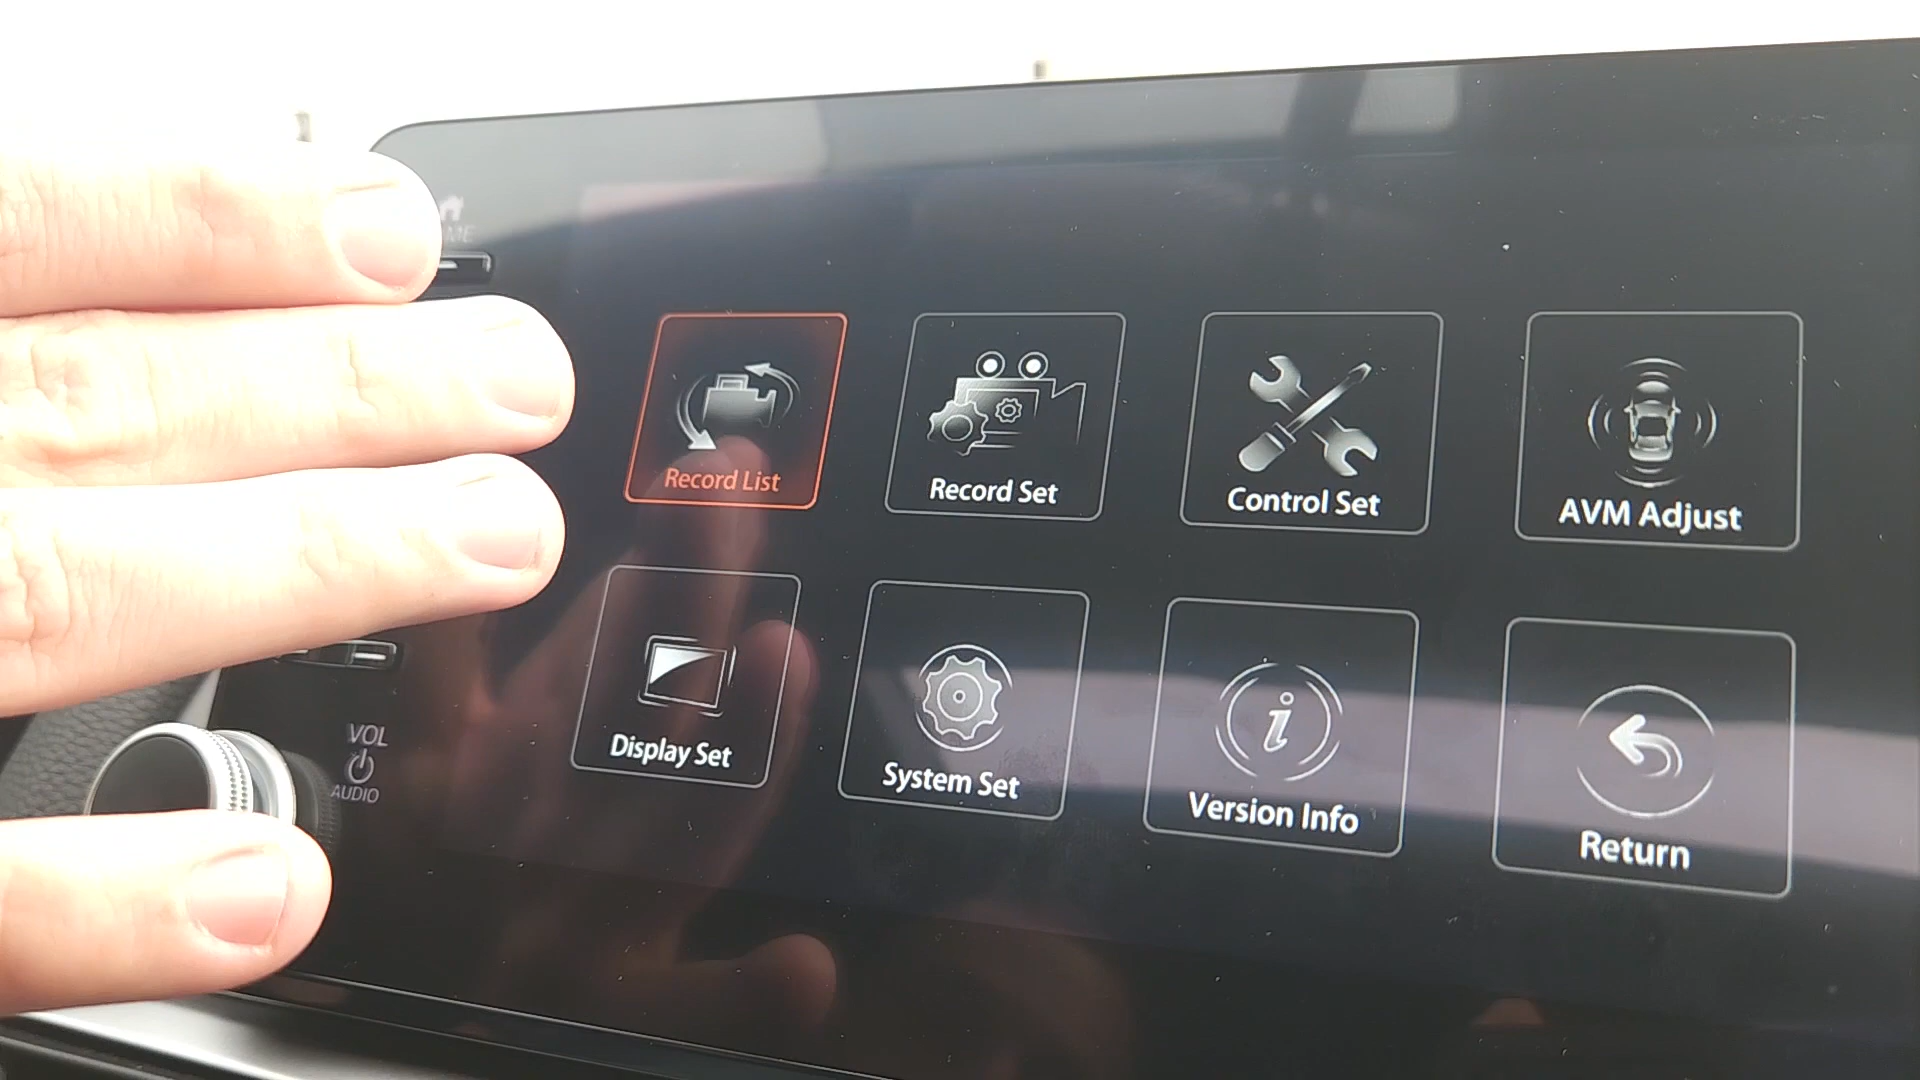 Record List
Record Set
Control Set
AVM Adjust
Display Set
System Set
Version Info
Return
VOL
AUDIO